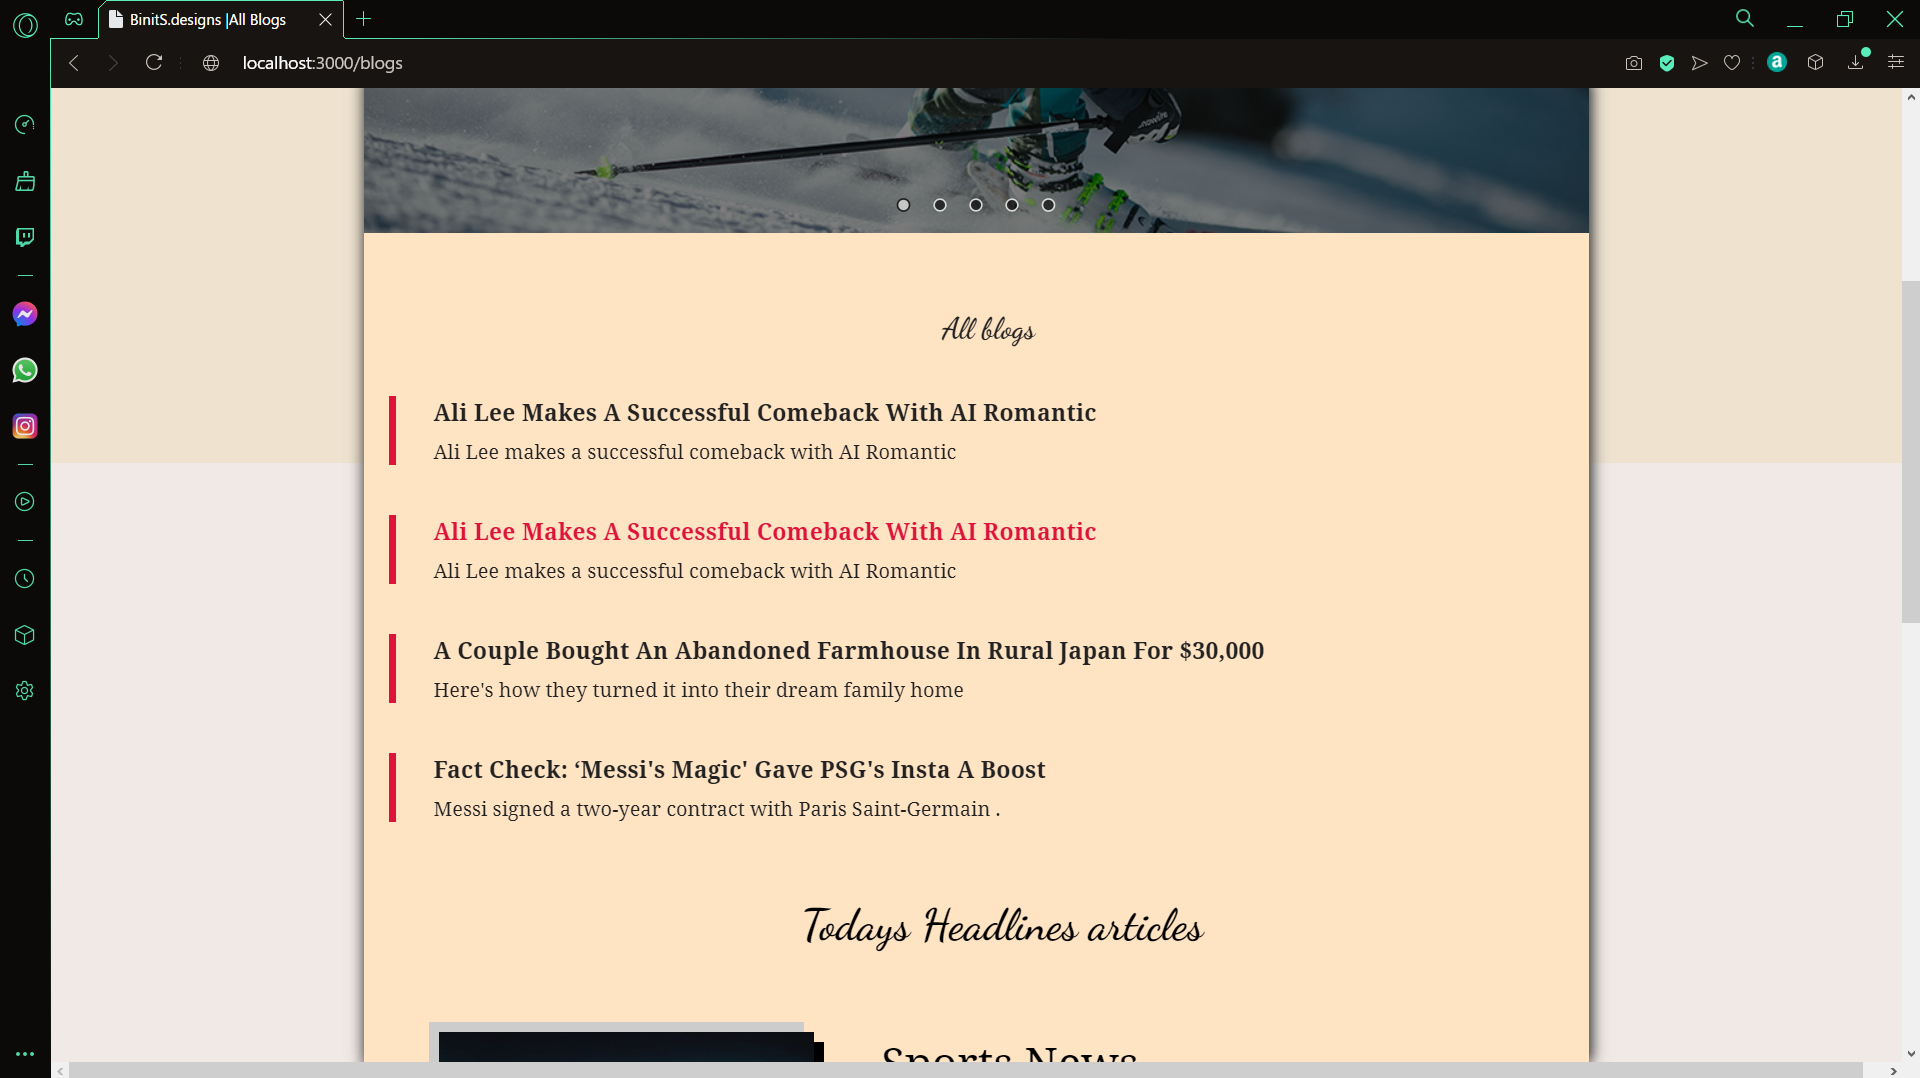 BinitS.designs |All Blogs
localhost:3000/blogs
All blogs
Ali Lee Makes A Successful Comeback With AI Romantic
Ali Lee makes a successful comeback with AI Romantic
Ali Lee Makes A Successful Comeback With AI Romantic
Ali Lee makes a successful comeback with AI Romantic
A Couple Bought An Abandoned Farmhouse In Rural Japan For $30,000
Here's how they turned it into their dream family home
Fact Check: ‘Messi's Magic' Gave PSG's Insta A Boost
Messi signed a two-year contract with Paris Saint-Germain .
Todays Headlines articles
Sports News